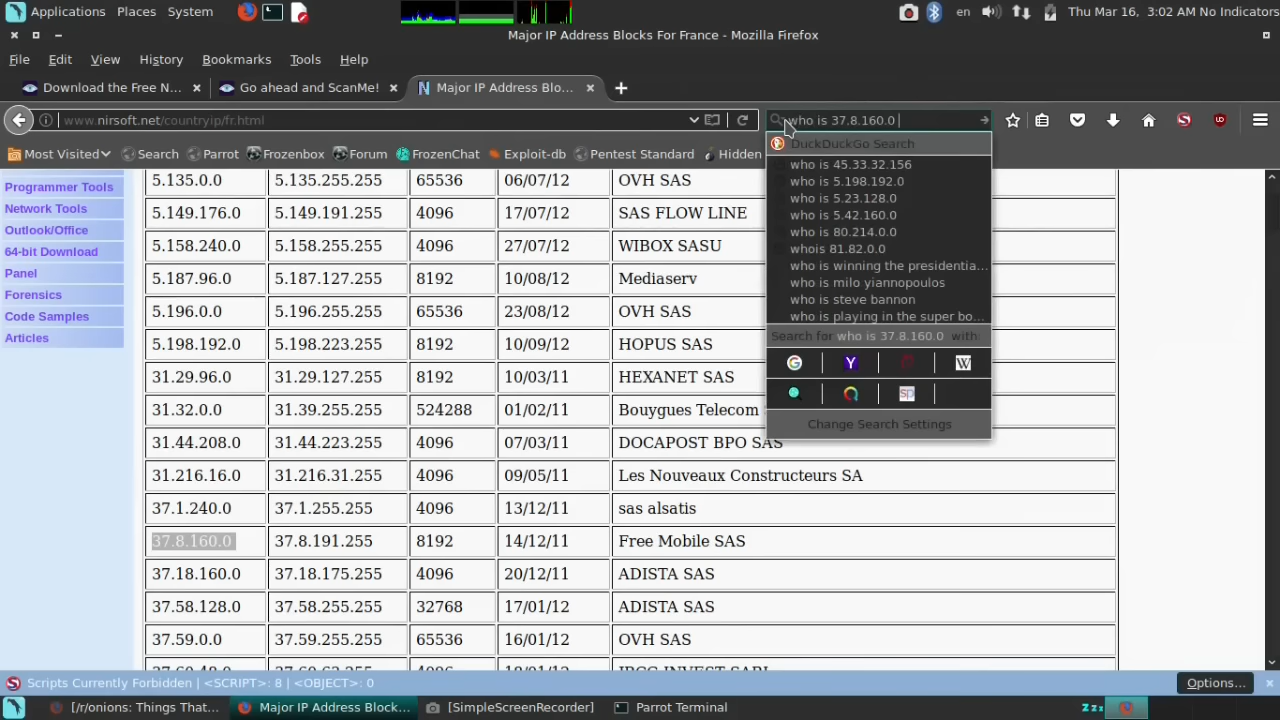 Applications Places System en Thu Mar 16, 3:02 AM No Indicators
Major IP Address Blocks For France - Mozilla Firefox
File Edit View History Bookmarks Tools Help
Download the Free N... × Go ahead and ScanMe! × Major IP Address Blo... × +
www.nirsoft.net/countryip/fr.html who is 37.8.160.0
Most Visited Search Parrot Frozenbox Forum FrozenChat Exploit-db Pentest Standard Hidden
DuckDuckGo Search
who is 45.33.32.156
who is 5.198.192.0
who is 5.23.128.0
who is 5.42.160.0
who is 80.214.0.0
whois 81.82.0.0
who is winning the presidentia...
who is milo yiannopoulos
who is steve bannon
who is playing in the super bo...
Search for who is 37.8.160.0 with
G Y W
sp
Change Search Settings
Programmer Tools
Network Tools
Outlook/Office
64-bit Download
Panel
Forensics
Code Samples
Articles
5.135.0.0 5.135.255.255 65536 06/07/12 OVH SAS
5.149.176.0 5.149.191.255 4096 17/07/12 SAS FLOW LINE
5.158.240.0 5.158.255.255 4096 27/07/12 WIBOX SASU
5.187.96.0 5.187.127.255 8192 10/08/12 Mediaserv
5.196.0.0 5.196.255.255 65536 23/08/12 OVH SAS
5.198.192.0 5.198.223.255 8192 10/09/12 HOPUS SAS
31.29.96.0 31.29.127.255 8192 10/03/11 HEXANET SAS
31.32.0.0 31.39.255.255 524288 01/02/11 Bouygues Telecom
31.44.208.0 31.44.223.255 4096 07/03/11 DOCAPOST BPO SAS
31.216.16.0 31.216.31.255 4096 09/05/11 Les Nouveaux Constructeurs SA
37.1.240.0 37.1.255.255 4096 13/12/11 sas alsatis
37.8.160.0 37.8.191.255 8192 14/12/11 Free Mobile SAS
37.18.160.0 37.18.175.255 4096 20/12/11 ADISTA SAS
37.58.128.0 37.58.255.255 32768 17/01/12 ADISTA SAS
37.59.0.0 37.59.255.255 65536 16/01/12 OVH SAS
Scripts Currently Forbidden | <SCRIPT>: 8 | <OBJECT>: 0 Options... ×
[/r/onions: Things That... Major IP Address Block... [SimpleScreenRecorder] Parrot Terminal zzz